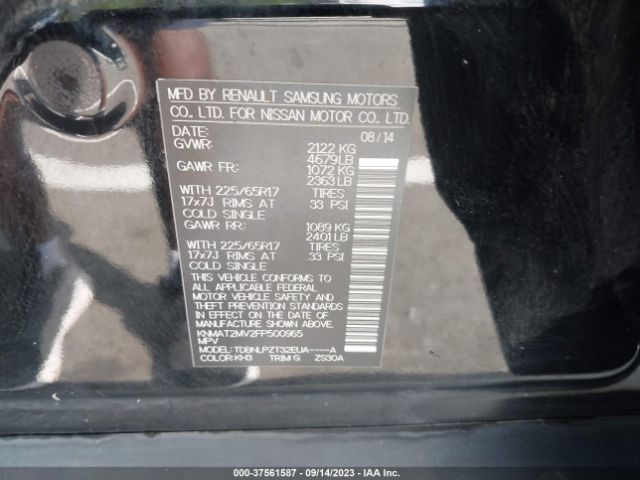 MFD BY RENAULT SAMSUNG MOTORS
CO., LTD. FOR NISSAN MOTOR CO., LTD.
DATE: 08/14
GVWR: 2122 KG
4679LB
GAWR FR: 1072 KG
2363LB
WITH 225/65R17 TIRES
17x7J RIMS AT 33 PSI
COLD SINGLE
GAWR RR: 1089 KG
2401LB
WITH 225/65R17 TIRES
17x7J RIMS AT 33 PSI
COLD SINGLE
THIS VEHICLE CONFORMS TO
ALL APPLICABLE FEDERAL
MOTOR VEHICLE SAFETY AND
THEFT PREVENTION STANDARDS
IN EFFECT ON THE DATE OF
MANUFACTURE SHOWN ABOVE.
KNMAT2MV2FP500965
MPV
MODEL: TDBNLPZT32EUA----A
COLOR: KH3 TRIM: G ZS30A
000-37561587 - 09/14/2023 - IAA Inc.